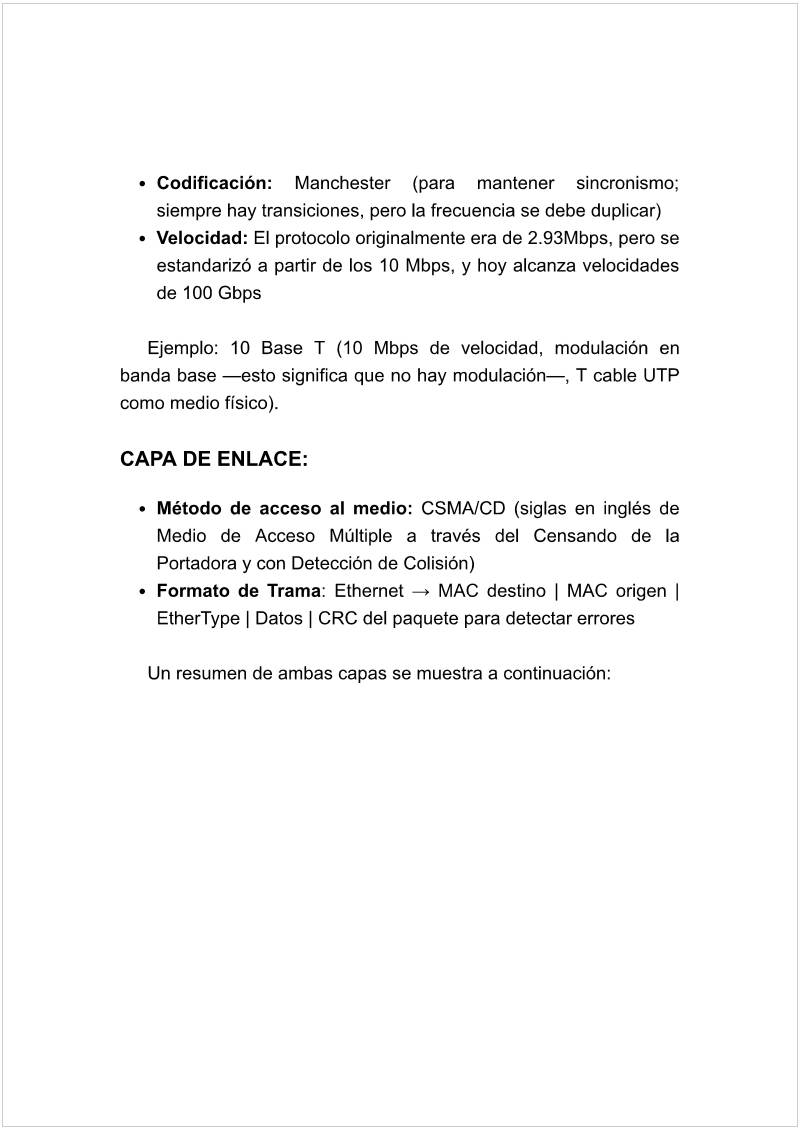 • Codificación: Manchester (para mantener sincronismo;
siempre hay transiciones, pero la frecuencia se debe duplicar)
• Velocidad: El protocolo originalmente era de 2.93Mbps, pero se
estandarizó a partir de los 10 Mbps, y hoy alcanza velocidades
de 100 Gbps
Ejemplo: 10 Base T (10 Mbps de velocidad, modulación en
banda base —esto significa que no hay modulación—, T cable UTP
como medio físico).
CAPA DE ENLACE:
• Método de acceso al medio: CSMA/CD (siglas en inglés de
Medio de Acceso Múltiple a través del Censando de la
Portadora y con Detección de Colisión)
• Formato de Trama: Ethernet → MAC destino | MAC origen |
EtherType | Datos | CRC del paquete para detectar errores
Un resumen de ambas capas se muestra a continuación: